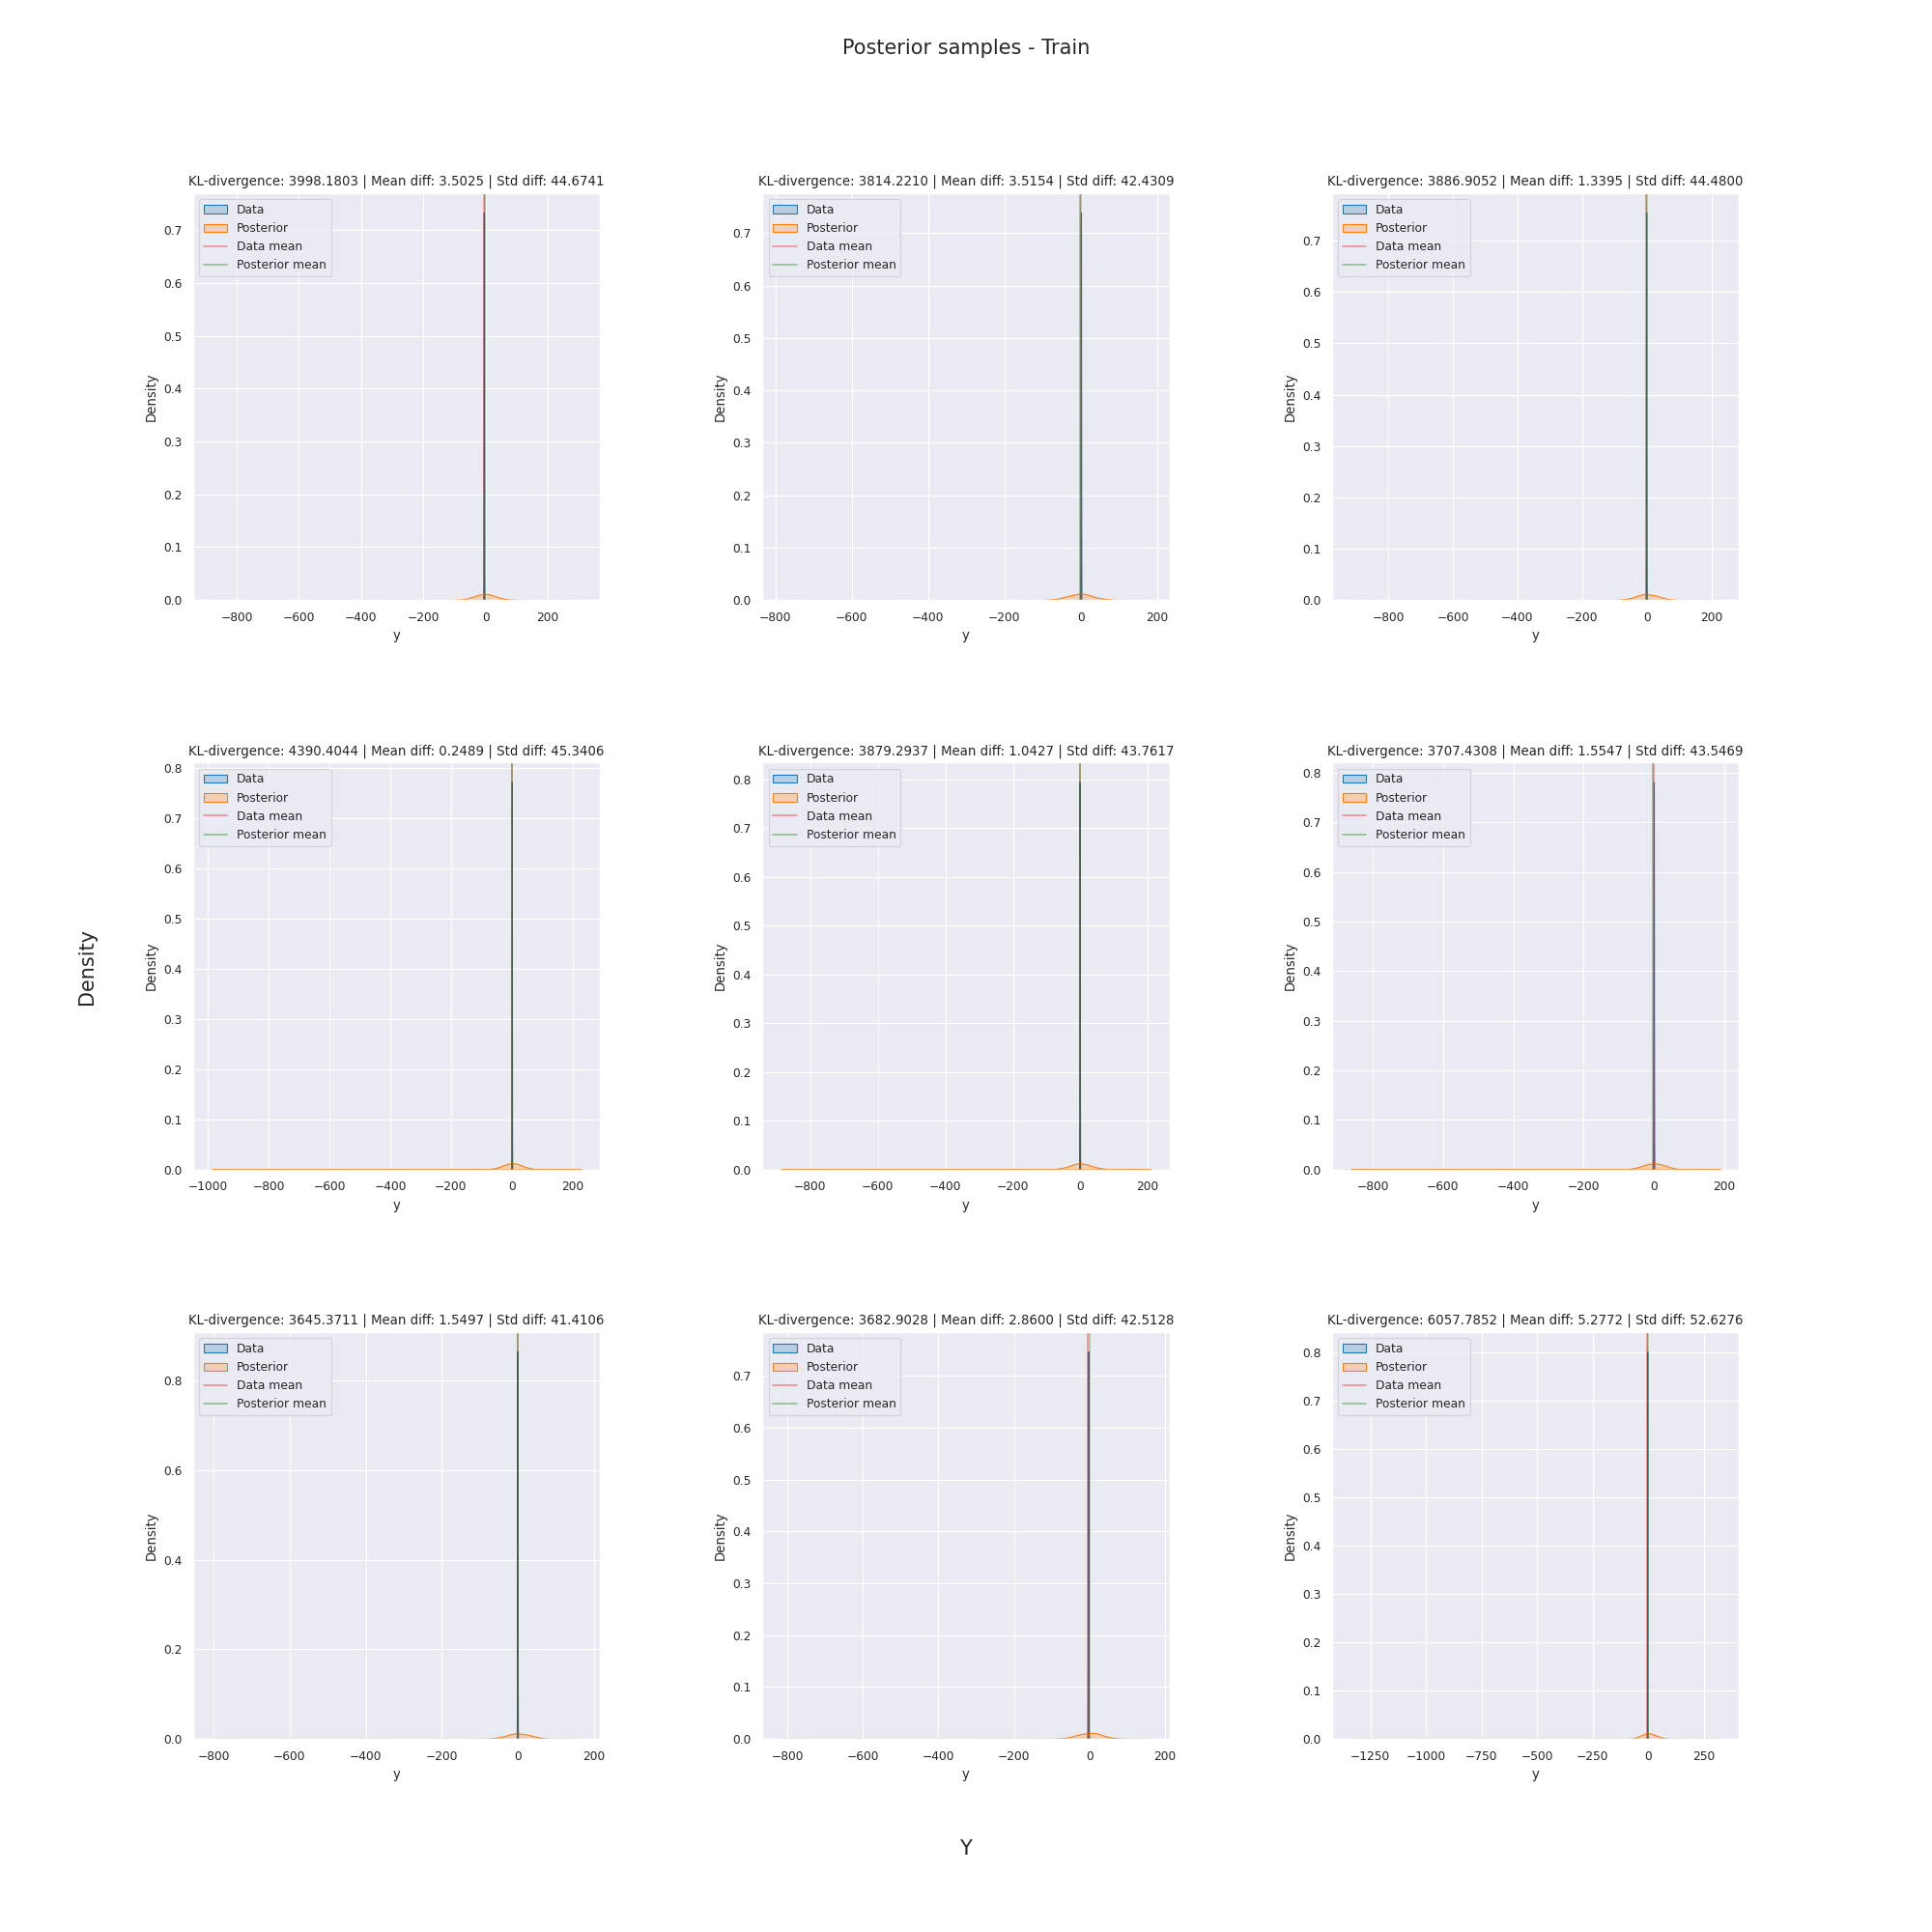 Posterior samples - Train
KL-divergence: 3998.1803 | Mean diff: 3.5025 | Std diff: 44.6741
Data
Posterior
Data mean
Posterior mean
Density
0.7
0.6
0.5
0.4
0.3
0.2
0.1
0.0
−800
−600
−400
−200
0
200
y
KL-divergence: 3814.2210 | Mean diff: 3.5154 | Std diff: 42.4309
Data
Posterior
Data mean
Posterior mean
Density
0.7
0.6
0.5
0.4
0.3
0.2
0.1
0.0
−800
−600
−400
−200
0
200
y
KL-divergence: 3886.9052 | Mean diff: 1.3395 | Std diff: 44.4800
Data
Posterior
Data mean
Posterior mean
Density
0.7
0.6
0.5
0.4
0.3
0.2
0.1
0.0
−800
−600
−400
−200
0
200
y
Density
KL-divergence: 4390.4044 | Mean diff: 0.2489 | Std diff: 45.3406
Data
Posterior
Data mean
Posterior mean
Density
0.8
0.7
0.6
0.5
0.4
0.3
0.2
0.1
0.0
−1000
−800
−600
−400
−200
0
200
y
KL-divergence: 3879.2937 | Mean diff: 1.0427 | Std diff: 43.7617
Data
Posterior
Data mean
Posterior mean
Density
0.8
0.7
0.6
0.5
0.4
0.3
0.2
0.1
0.0
−800
−600
−400
−200
0
200
y
KL-divergence: 3707.4308 | Mean diff: 1.5547 | Std diff: 43.5469
Data
Posterior
Data mean
Posterior mean
Density
0.8
0.7
0.6
0.5
0.4
0.3
0.2
0.1
0.0
−800
−600
−400
−200
0
200
y
KL-divergence: 3645.3711 | Mean diff: 1.5497 | Std diff: 41.4106
Data
Posterior
Data mean
Posterior mean
Density
0.8
0.6
0.4
0.2
0.0
−800
−600
−400
−200
0
200
y
KL-divergence: 3682.9028 | Mean diff: 2.8600 | Std diff: 42.5128
Data
Posterior
Data mean
Posterior mean
Density
0.7
0.6
0.5
0.4
0.3
0.2
0.1
0.0
−800
−600
−400
−200
0
200
y
KL-divergence: 6057.7852 | Mean diff: 5.2772 | Std diff: 52.6276
Data
Posterior
Data mean
Posterior mean
Density
0.8
0.7
0.6
0.5
0.4
0.3
0.2
0.1
0.0
−1250
−1000
−750
−500
−250
0
250
y
Y